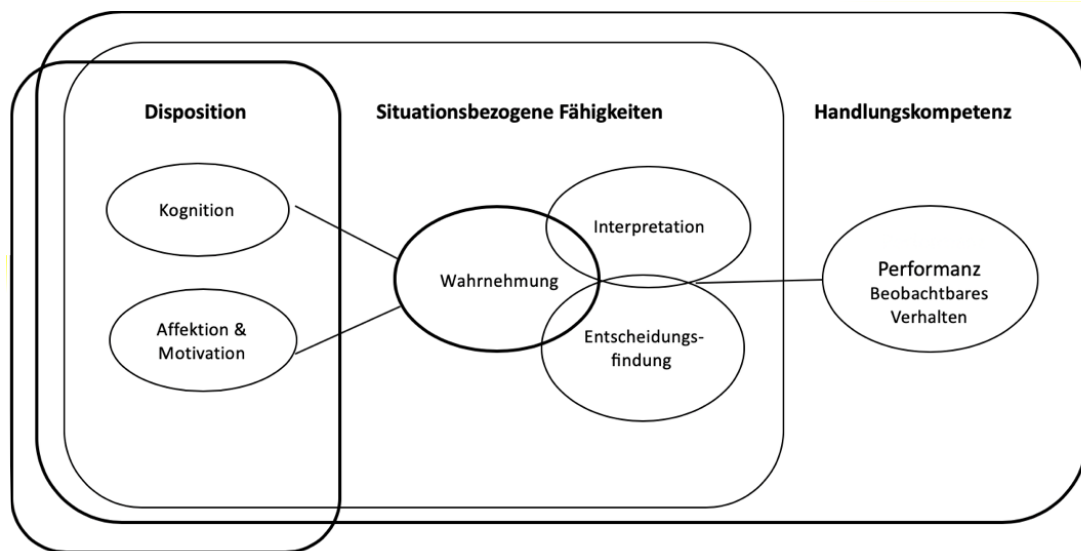 Disposition
Situationsbezogene Fähigkeiten
Handlungskompetenz
Kognition
Affektion &
Motivation
Wahrnehmung
Interpretation
Entscheidungs-
findung
Performanz
Beobachtbares
Verhalten